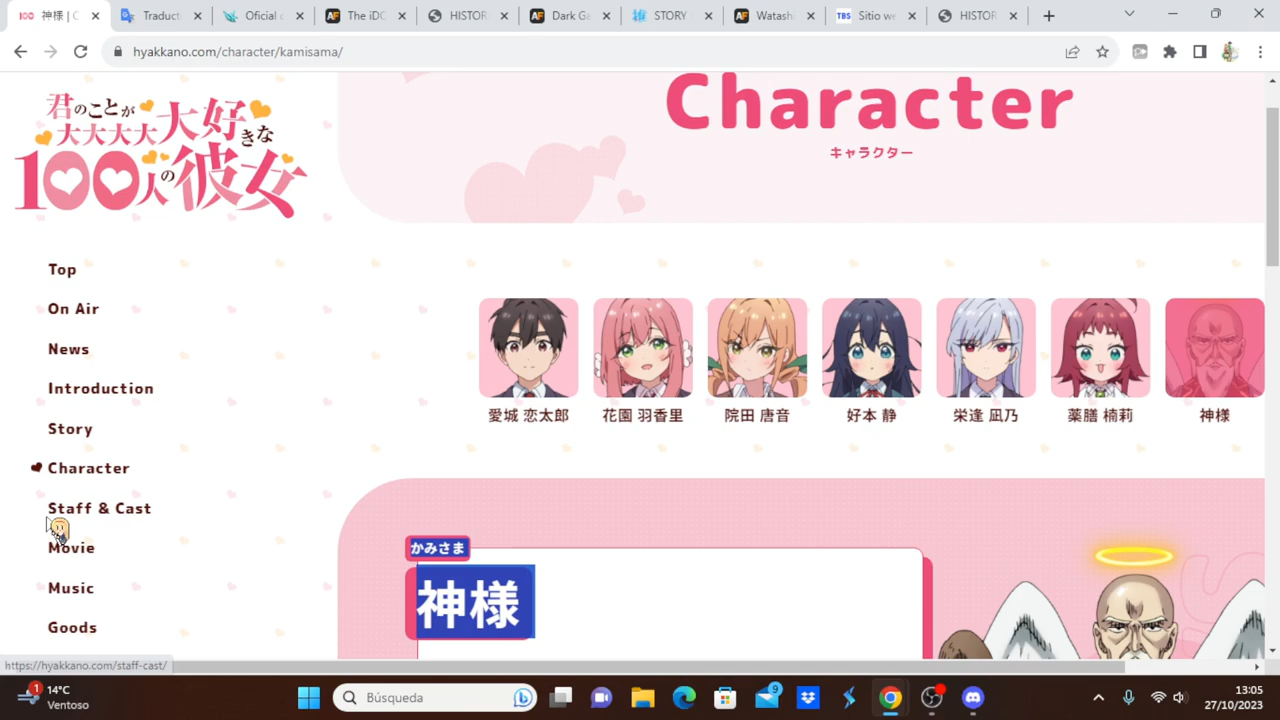 神様 | C
Traduct
Oficial c
The iDC
HISTOR
Dark Ga
STORY
Watash
TBS Sitio we
HISTOR
hyakkano.com/character/kamisama/
君のことが
大大大大大好きな
100人の彼女
Character
キャラクター
Top
On Air
News
Introduction
Story
Character
Staff & Cast
Movie
Music
Goods
愛城 恋太郎
花園 羽香里
院田 唐音
好本 静
栄逢 凪乃
薬膳 楠莉
神様
かみさま
神様
https://hyakkano.com/staff-cast/
1
14°C
Ventoso
Búsqueda
9
13:05
27/10/2023